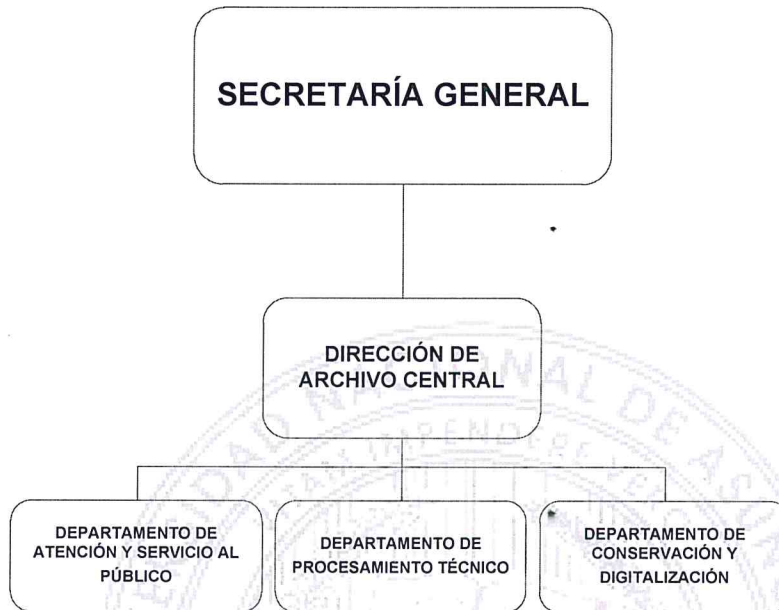 SECRETARÍA GENERAL
DIRECCIÓN DE
ARCHIVO CENTRAL
DEPARTAMENTO DE
ATENCIÓN Y SERVICIO AL
PÚBLICO
DEPARTAMENTO DE
PROCESAMIENTO TÉCNICO
DEPARTAMENTO DE
CONSERVACIÓN Y
DIGITALIZACIÓN